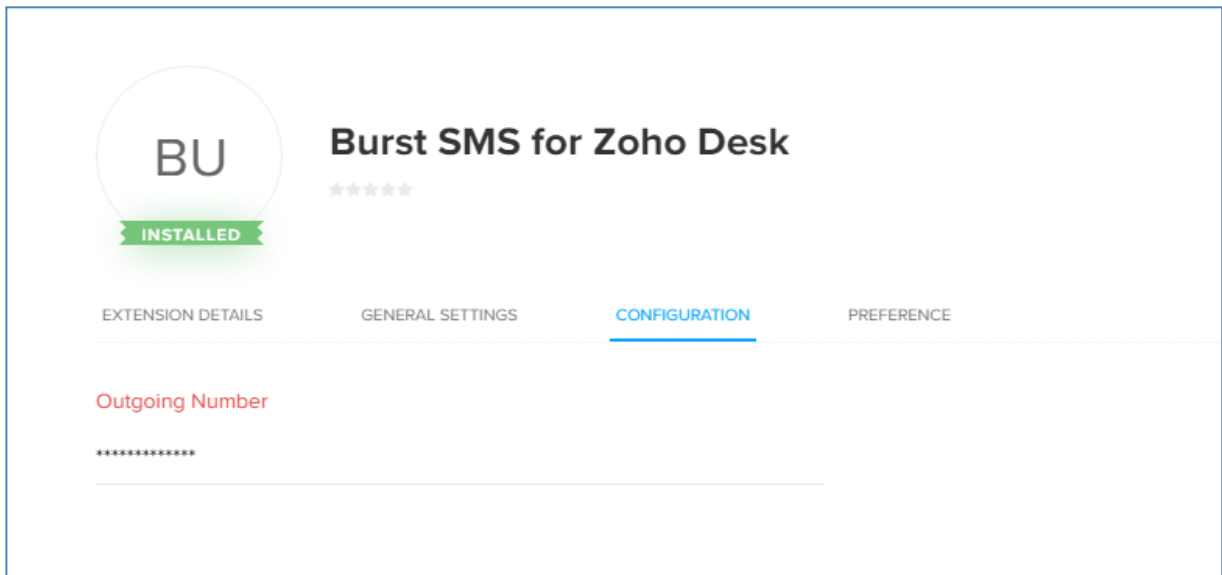 BU
INSTALLED
Burst SMS for Zoho Desk
EXTENSION DETAILS GENERAL SETTINGS CONFIGURATION PREFERENCE
Outgoing Number
*************